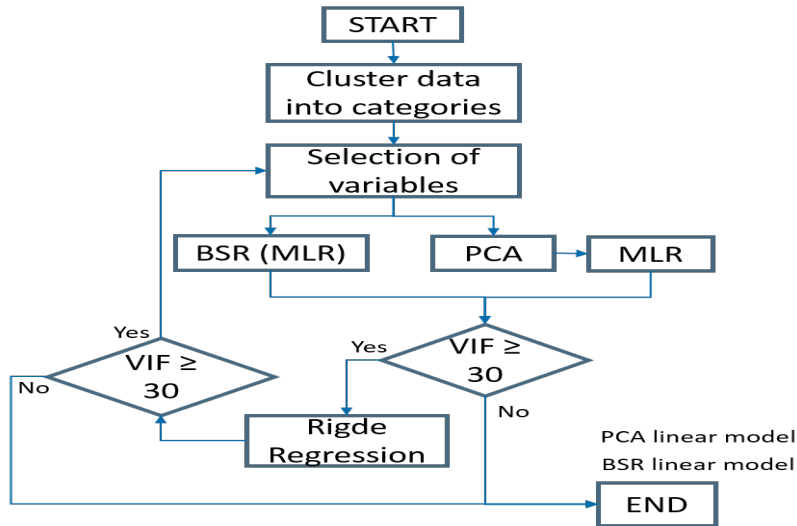 START
Cluster data
into categories
Selection of
variables
BSR (MLR)
PCA
MLR
Yes
VIF ≥
30
No
Yes
VIF ≥
30
No
Rigde
Regression
PCA linear model
BSR linear model
END